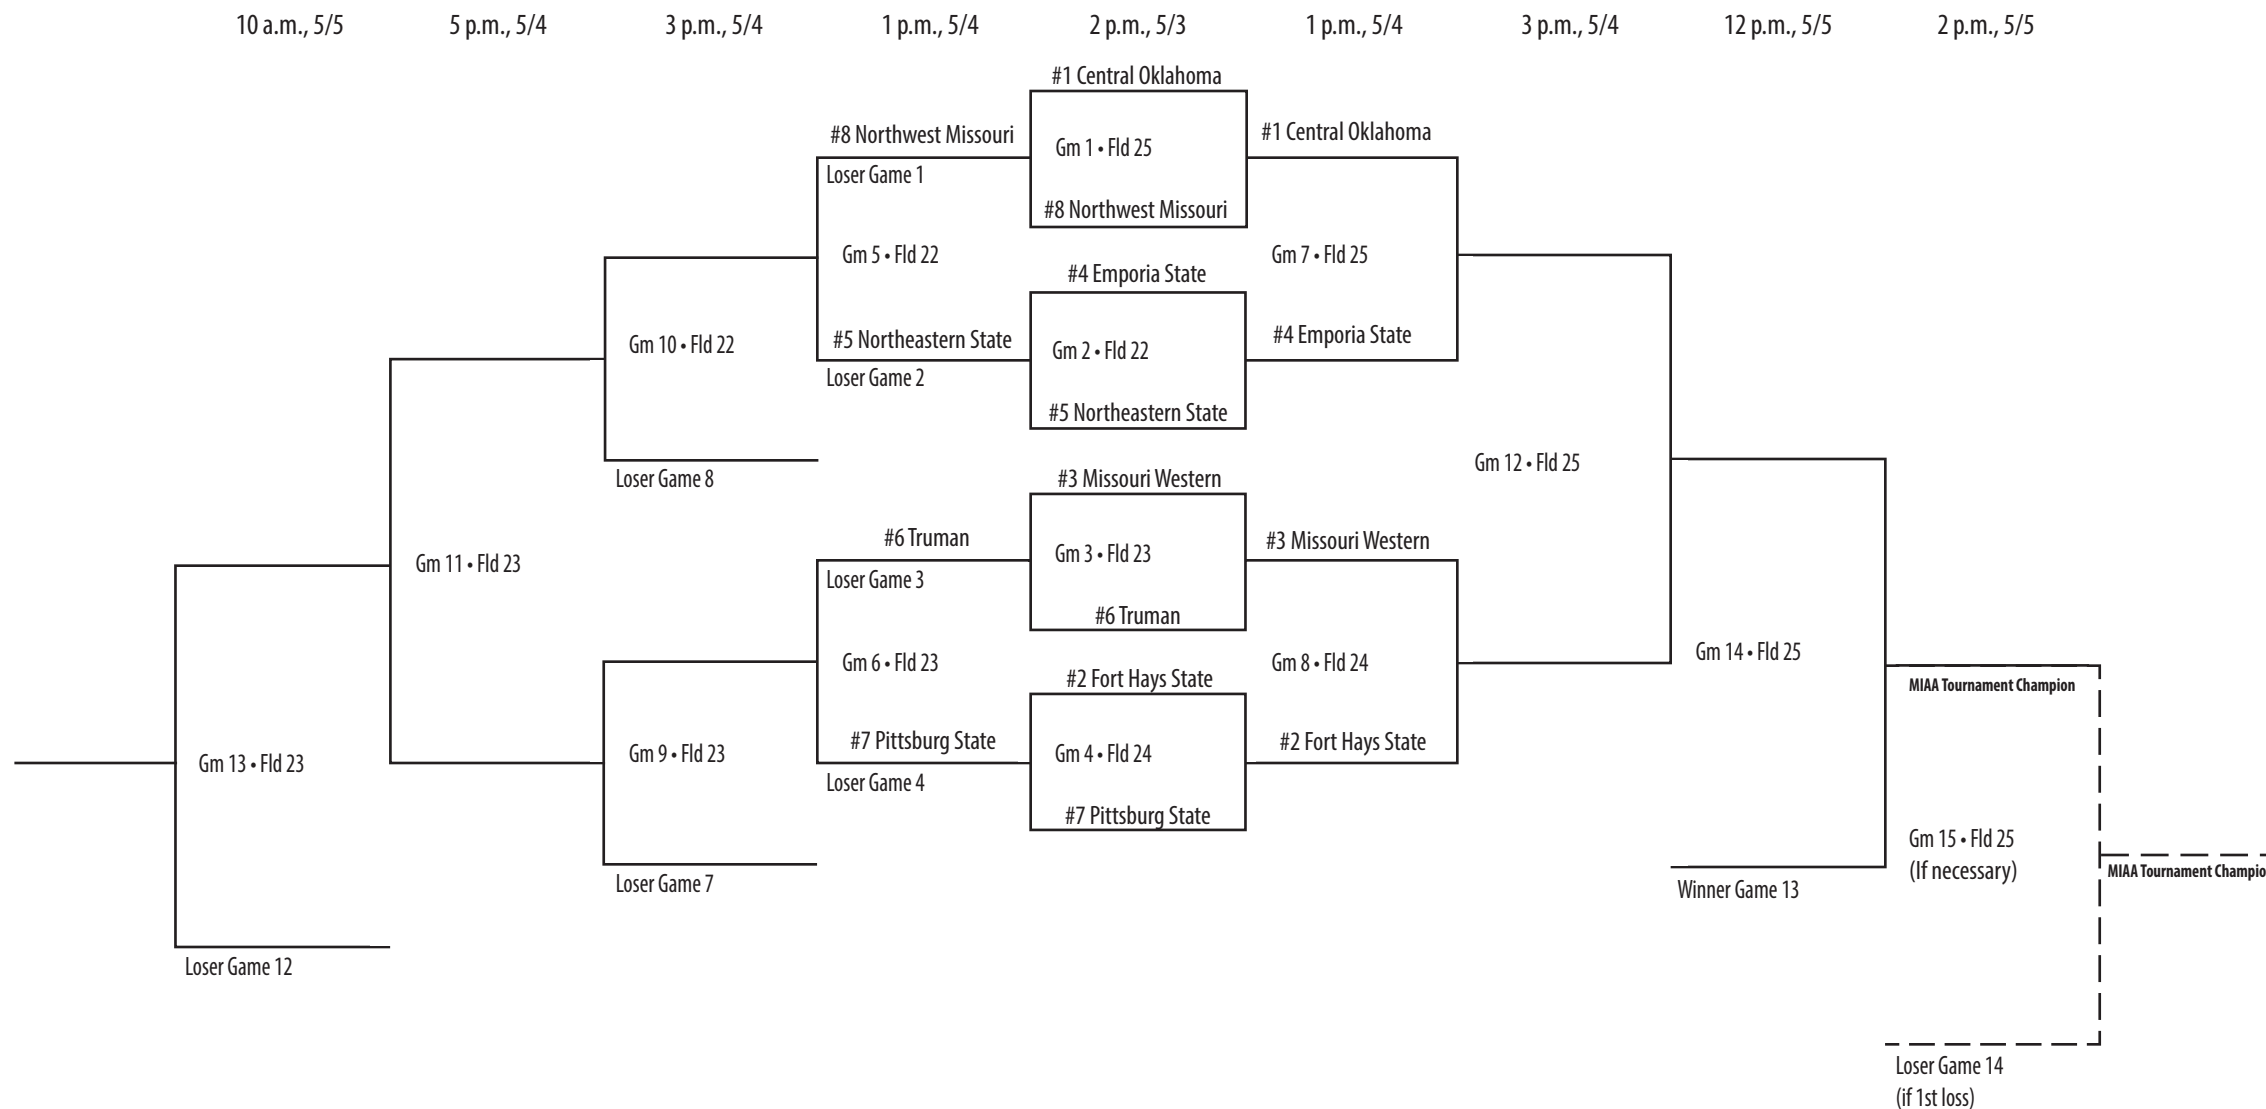 10 a.m., 5/5
5 p.m., 5/4
3 p.m., 5/4
1 p.m., 5/4
2 p.m., 5/3
1 p.m., 5/4
3 p.m., 5/4
12 p.m., 5/5
2 p.m., 5/5
#1 Central Oklahoma
#8 Northwest Missouri
Gm 1 • Fld 25
#1 Central Oklahoma
Loser Game 1
#8 Northwest Missouri
Gm 5 • Fld 22
Gm 7 • Fld 25
#4 Emporia State
Gm 10 • Fld 22
#5 Northeastern State
Gm 2 • Fld 22
#4 Emporia State
Loser Game 2
#5 Northeastern State
Gm 12 • Fld 25
Loser Game 8
#3 Missouri Western
#6 Truman
Gm 3 • Fld 23
#3 Missouri Western
Gm 11 • Fld 23
Loser Game 3
#6 Truman
Gm 6 • Fld 23
Gm 8 • Fld 24
Gm 14 • Fld 25
#2 Fort Hays State
MIAA Tournament Champion
#7 Pittsburg State
#2 Fort Hays State
Gm 13 • Fld 23
Gm 9 • Fld 23
Gm 4 • Fld 24
Loser Game 4
#7 Pittsburg State
Gm 15 • Fld 25
(If necessary)
MIAA Tournament Champio
Loser Game 7
Winner Game 13
Loser Game 12
Loser Game 14
(if 1st loss)